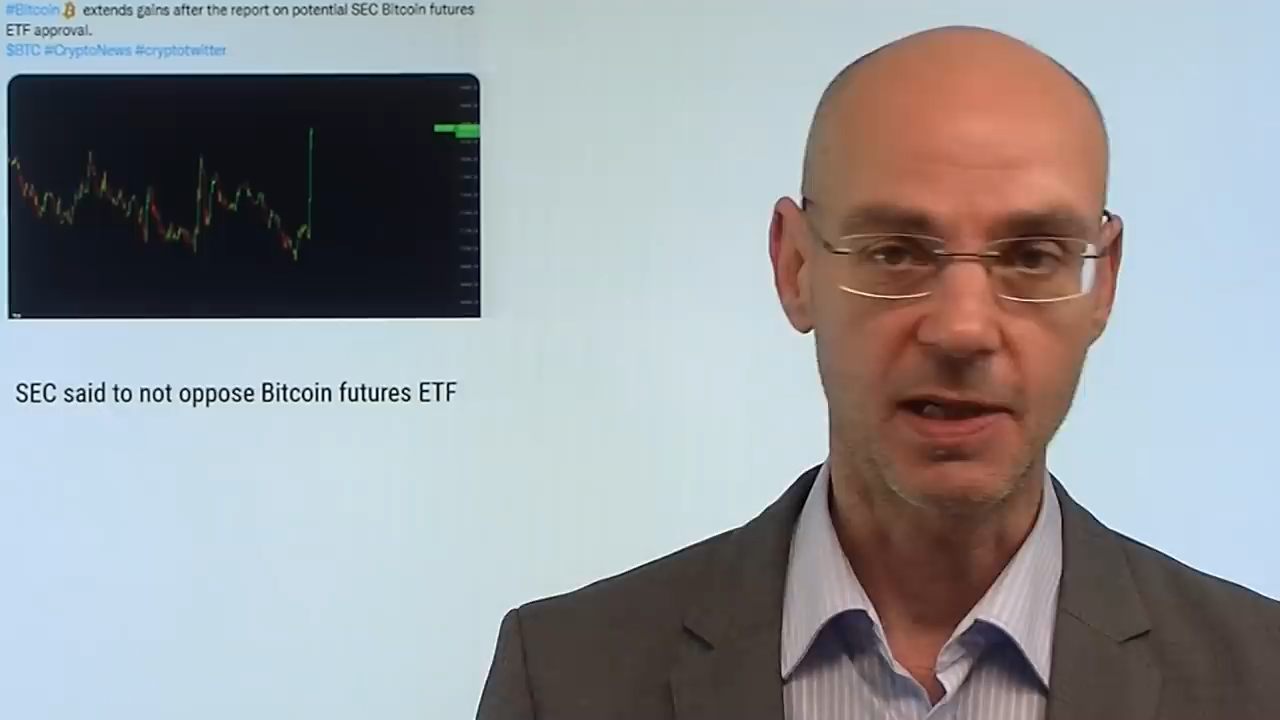 #Bitcoin extends gains after the report on potential SEC Bitcoin futures
ETF approval.
$BTC #CryptoNews #cryptotwitter
SEC said to not oppose Bitcoin futures ETF